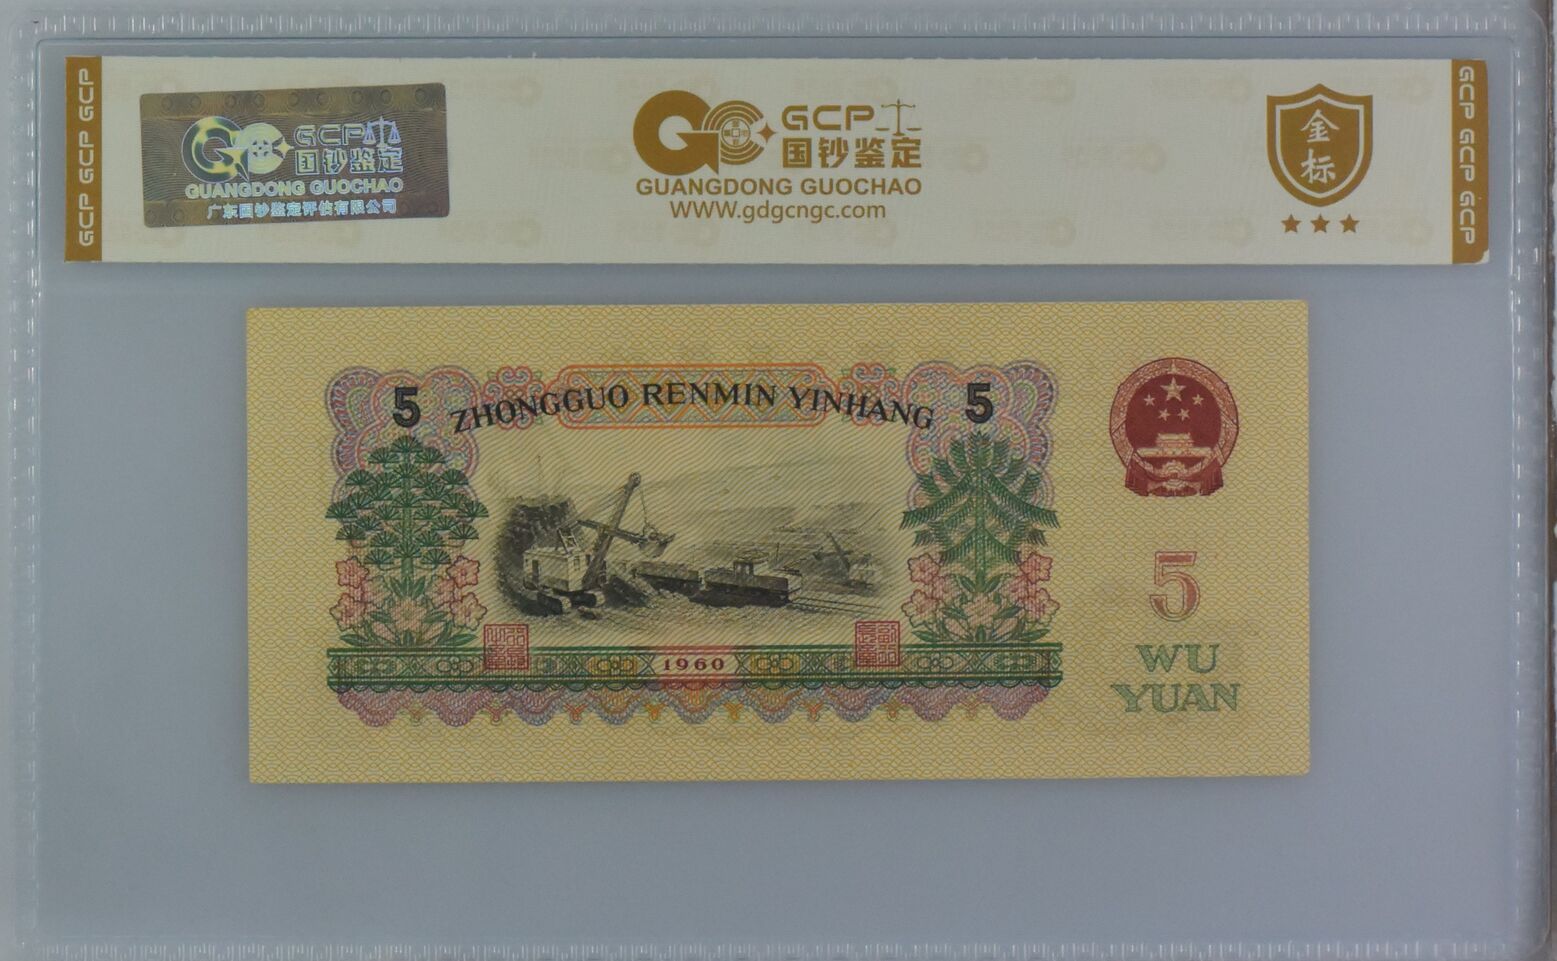 GCP GCP GCP
GCP
国钞鉴定
GUANGDONG GUOCHAO
广东国钞鉴定评估有限公司
GCP
国钞鉴定
GUANGDONG GUOCHAO
WWW.gdgcngc.com
金标
GCP GCP GCP
5
ZHONGGUO RENMIN YINHANG
5
1960
5
WU
YUAN